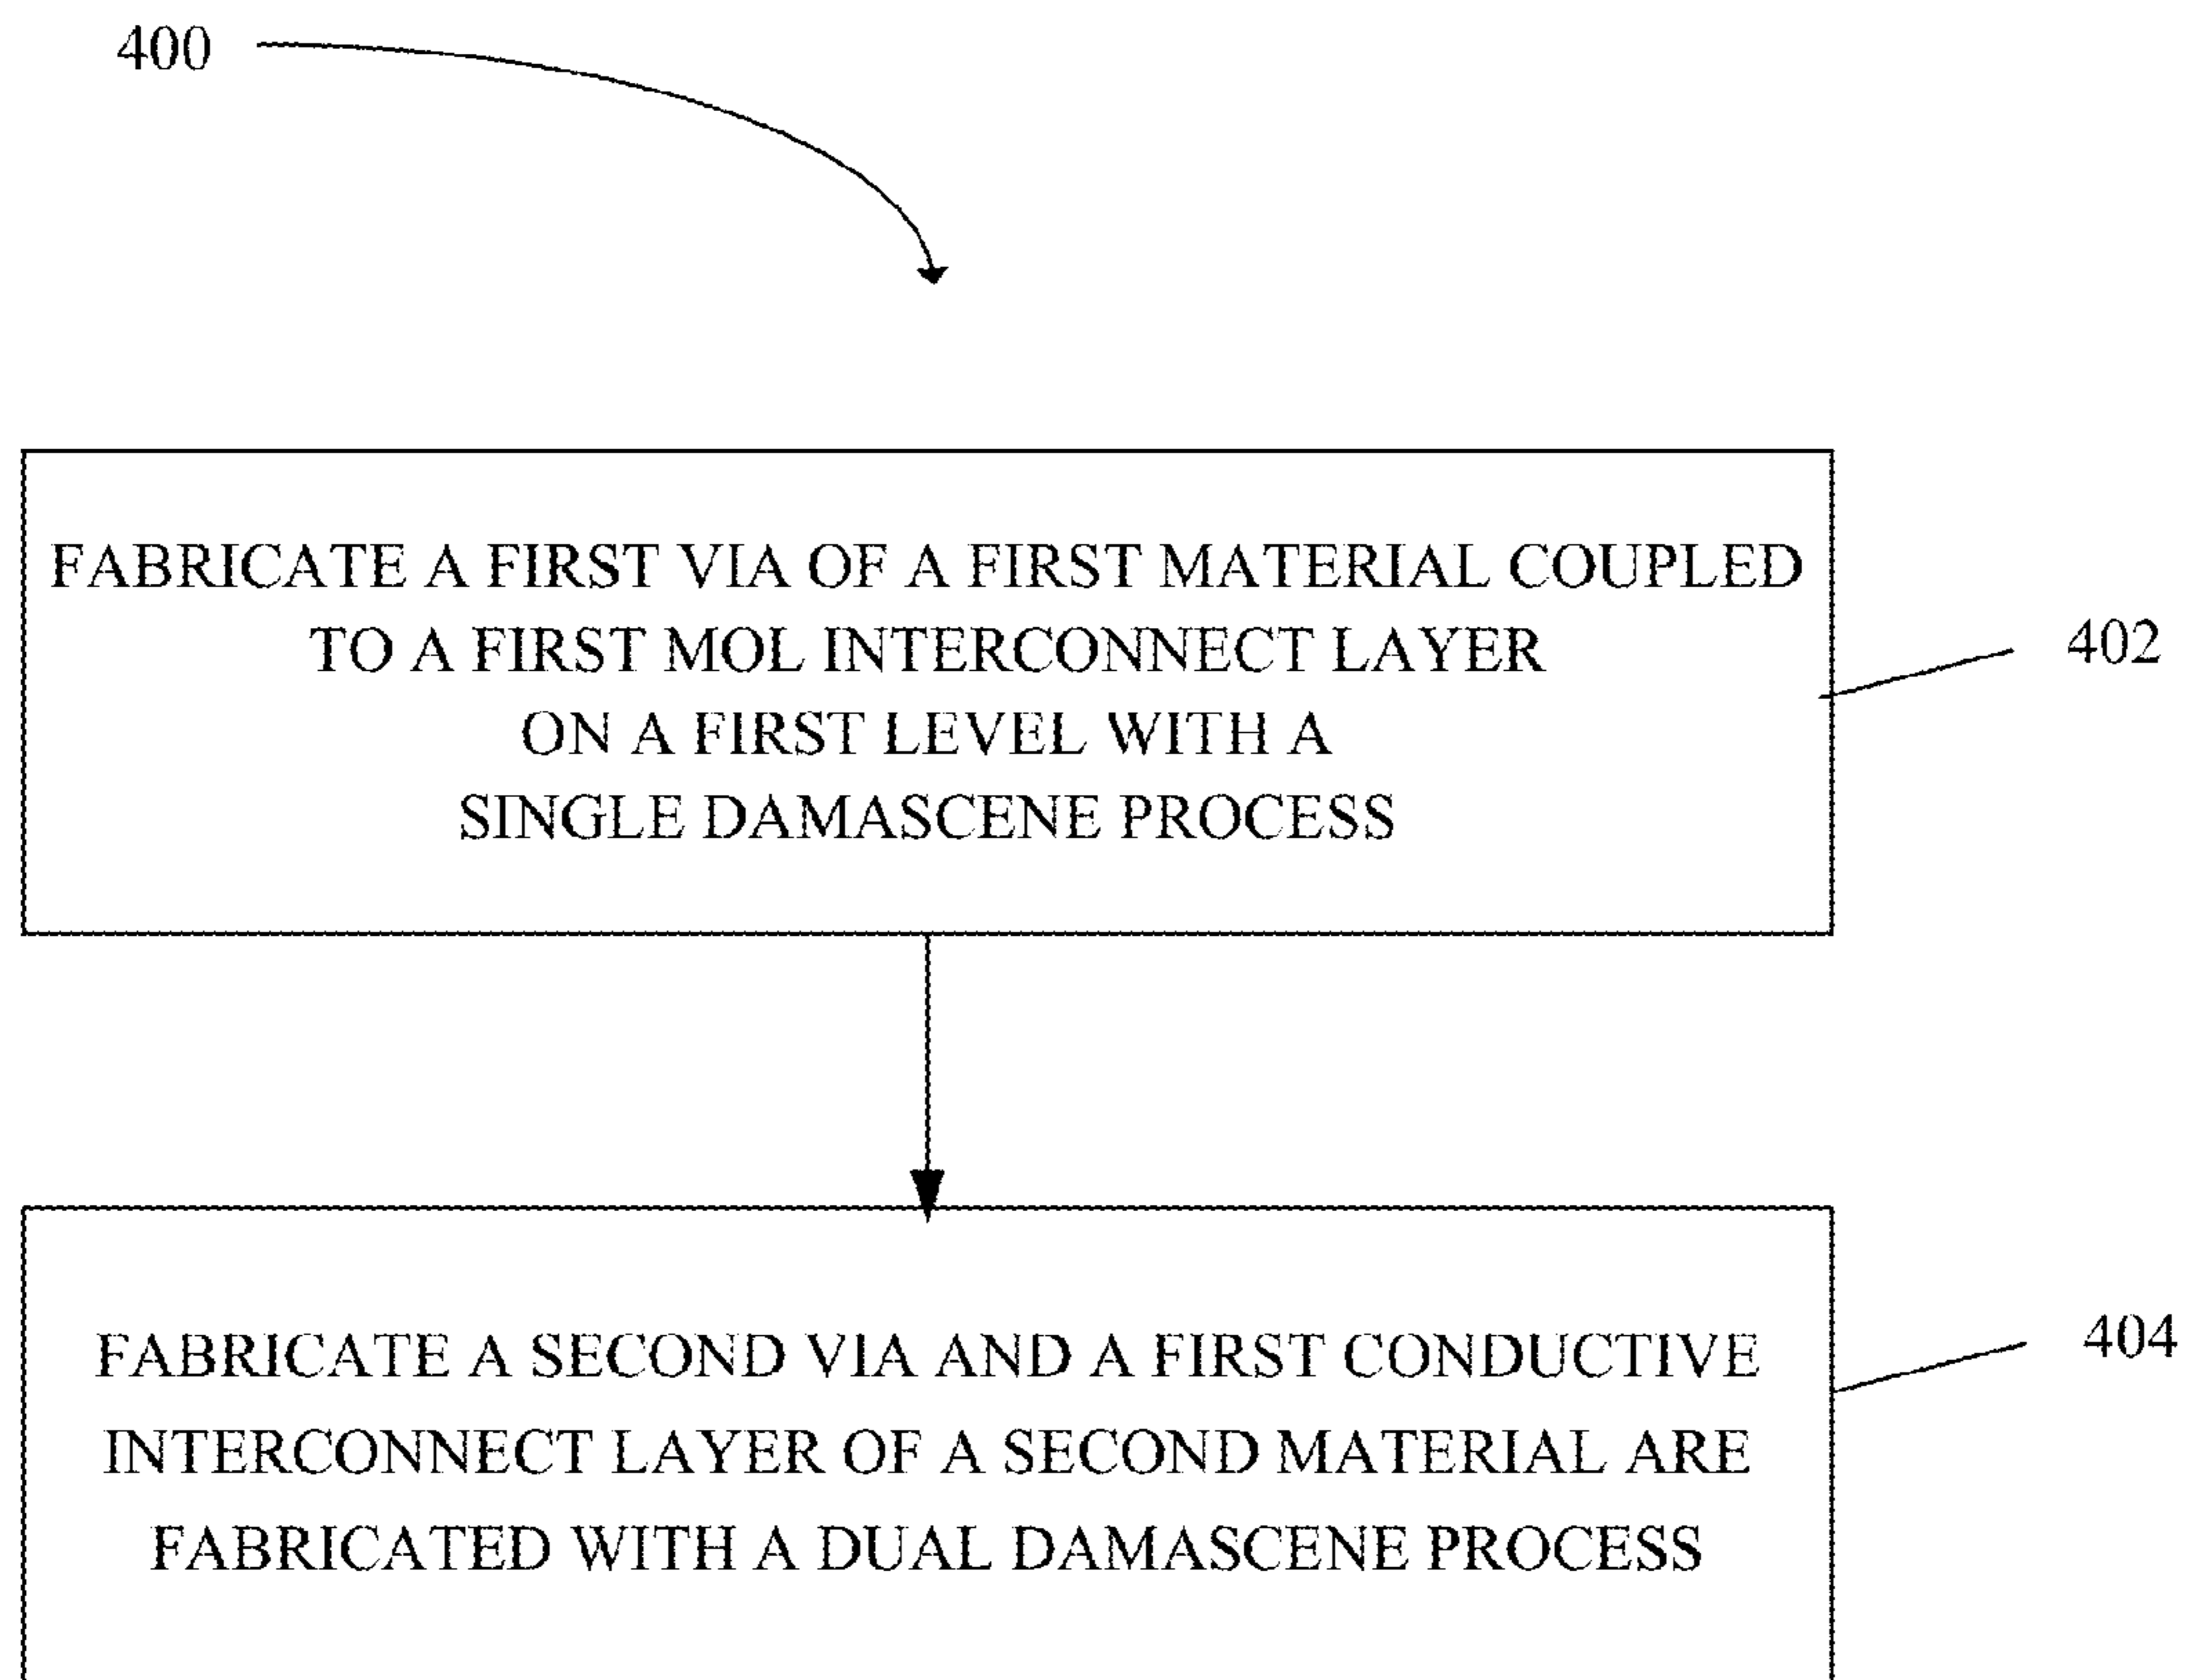 400
FABRICATE A FIRST VIA OF A FIRST MATERIAL COUPLED
TO A FIRST MOL INTERCONNECT LAYER
ON A FIRST LEVEL WITH A
SINGLE DAMASCENE PROCESS
402
FABRICATE A SECOND VIA AND A FIRST CONDUCTIVE
INTERCONNECT LAYER OF A SECOND MATERIAL ARE
FABRICATED WITH A DUAL DAMASCENE PROCESS
404